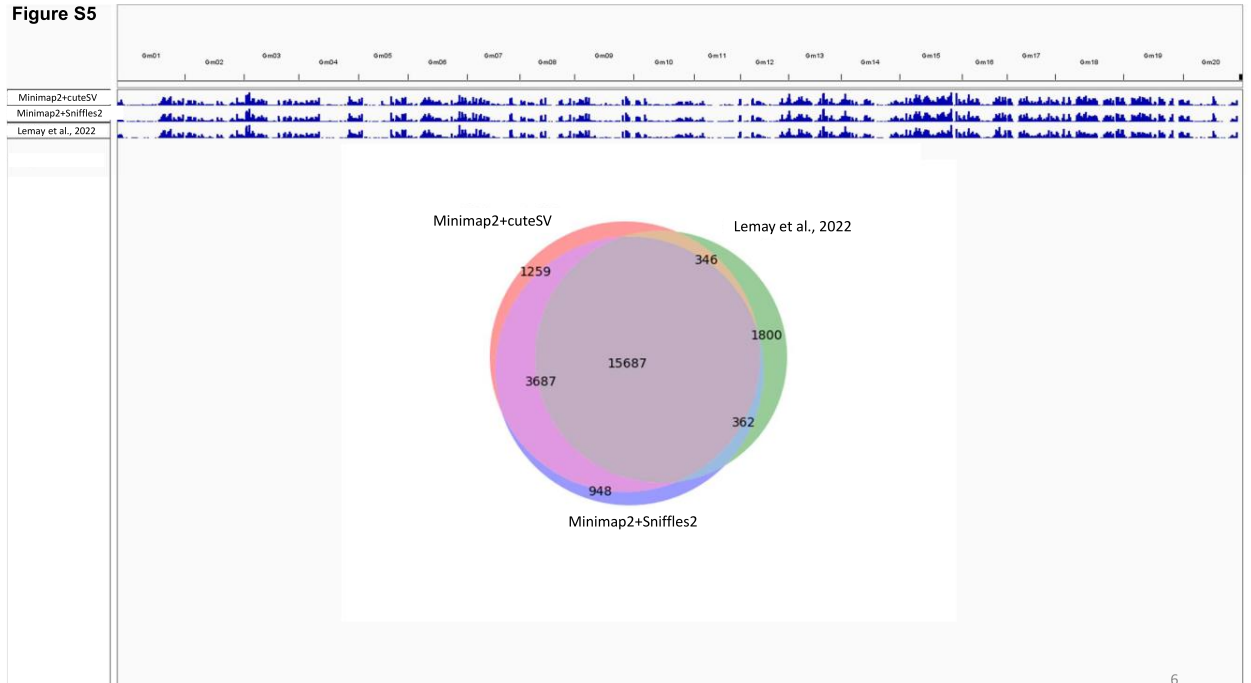 Figure S5
Gm01 Gm02 Gm03 Gm04 Gm05 Gm06 Gm07 Gm08 Gm09 Gm10 Gm11 Gm12 Gm13 Gm14 Gm15 Gm16 Gm17 Gm18 Gm19 Gm20
Minimap2+cuteSV
Minimap2+Sniffles2
Lemay et al., 2022
Minimap2+cuteSV
Lemay et al., 2022
346
1259
1800
15687
3687
362
948
Minimap2+Sniffles2
6